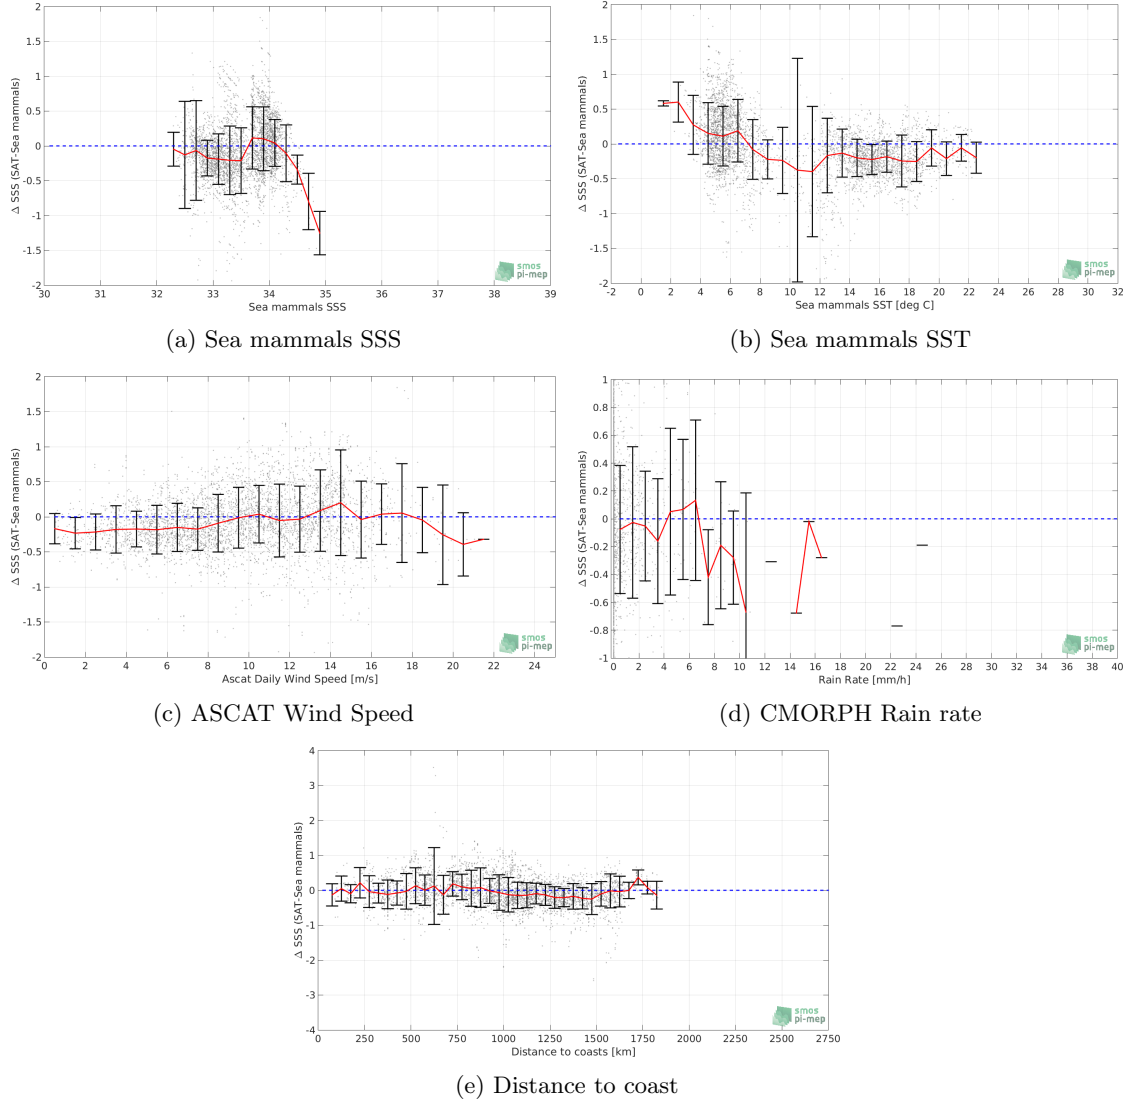 2
1.5
1
0.5
0
-0.5
-1
-1.5
-2
Δ SSS (SAT-Sea mammals)
30 31 32 33 34 35 36 37 38 39
Sea mammals SSS
smos
pi-mep
(a) Sea mammals SSS
2
1.5
1
0.5
0
-0.5
-1
-1.5
-2
Δ SSS (SAT-Sea mammals)
-2 0 2 4 6 8 10 12 14 16 18 20 22 24 26 28 30 32
Sea mammals SST [deg C]
smos
pi-mep
(b) Sea mammals SST
2
1.5
1
0.5
0
-0.5
-1
-1.5
-2
Δ SSS (SAT-Sea mammals)
0 2 4 6 8 10 12 14 16 18 20 22 24
Ascat Daily Wind Speed [m/s]
smos
pi-mep
(c) ASCAT Wind Speed
1
0.8
0.6
0.4
0.2
0
-0.2
-0.4
-0.6
-0.8
-1
Δ SSS (SAT-Sea mammals)
0 2 4 6 8 10 12 14 16 18 20 22 24 26 28 30 32 34 36 38 40
Rain Rate [mm/h]
smos
pi-mep
(d) CMORPH Rain rate
4
3
2
1
0
-1
-2
-3
-4
Δ SSS (SAT-Sea mammals)
0 250 500 750 1000 1250 1500 1750 2000 2250 2500 2750
Distance to coasts [km]
smos
pi-mep
(e) Distance to coast